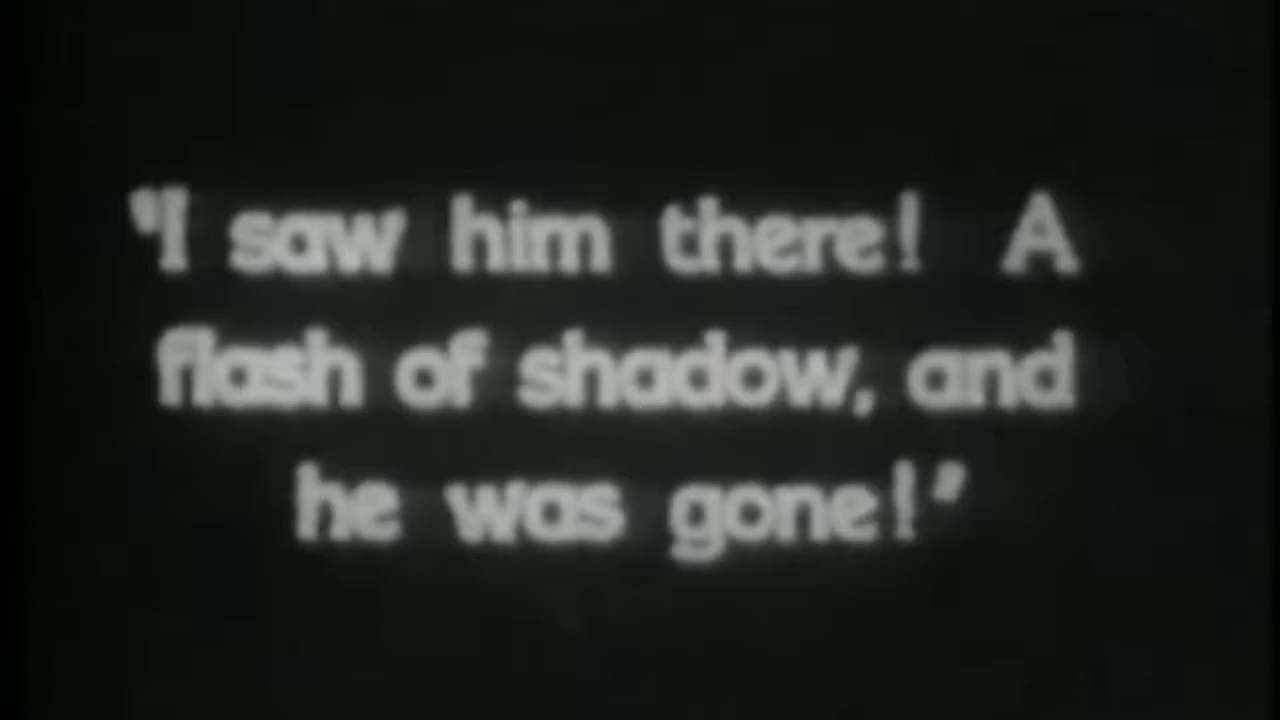 "I saw him there! A
flash of shadow, and
he was gone!"